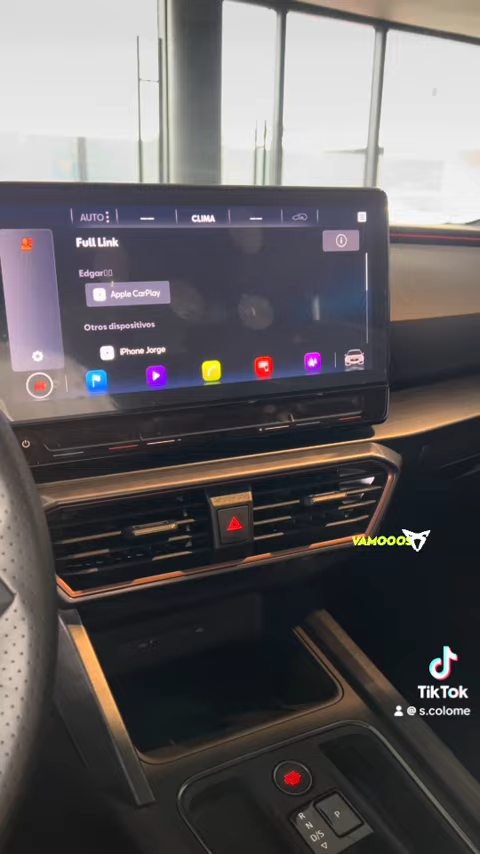 AUTO
CLIMA
Full Link
Edgar
Apple CarPlay
Otros dispositivos
iPhone Jorge
VAMOOOS
TikTok
@ s.colome
R
N
D/S
P